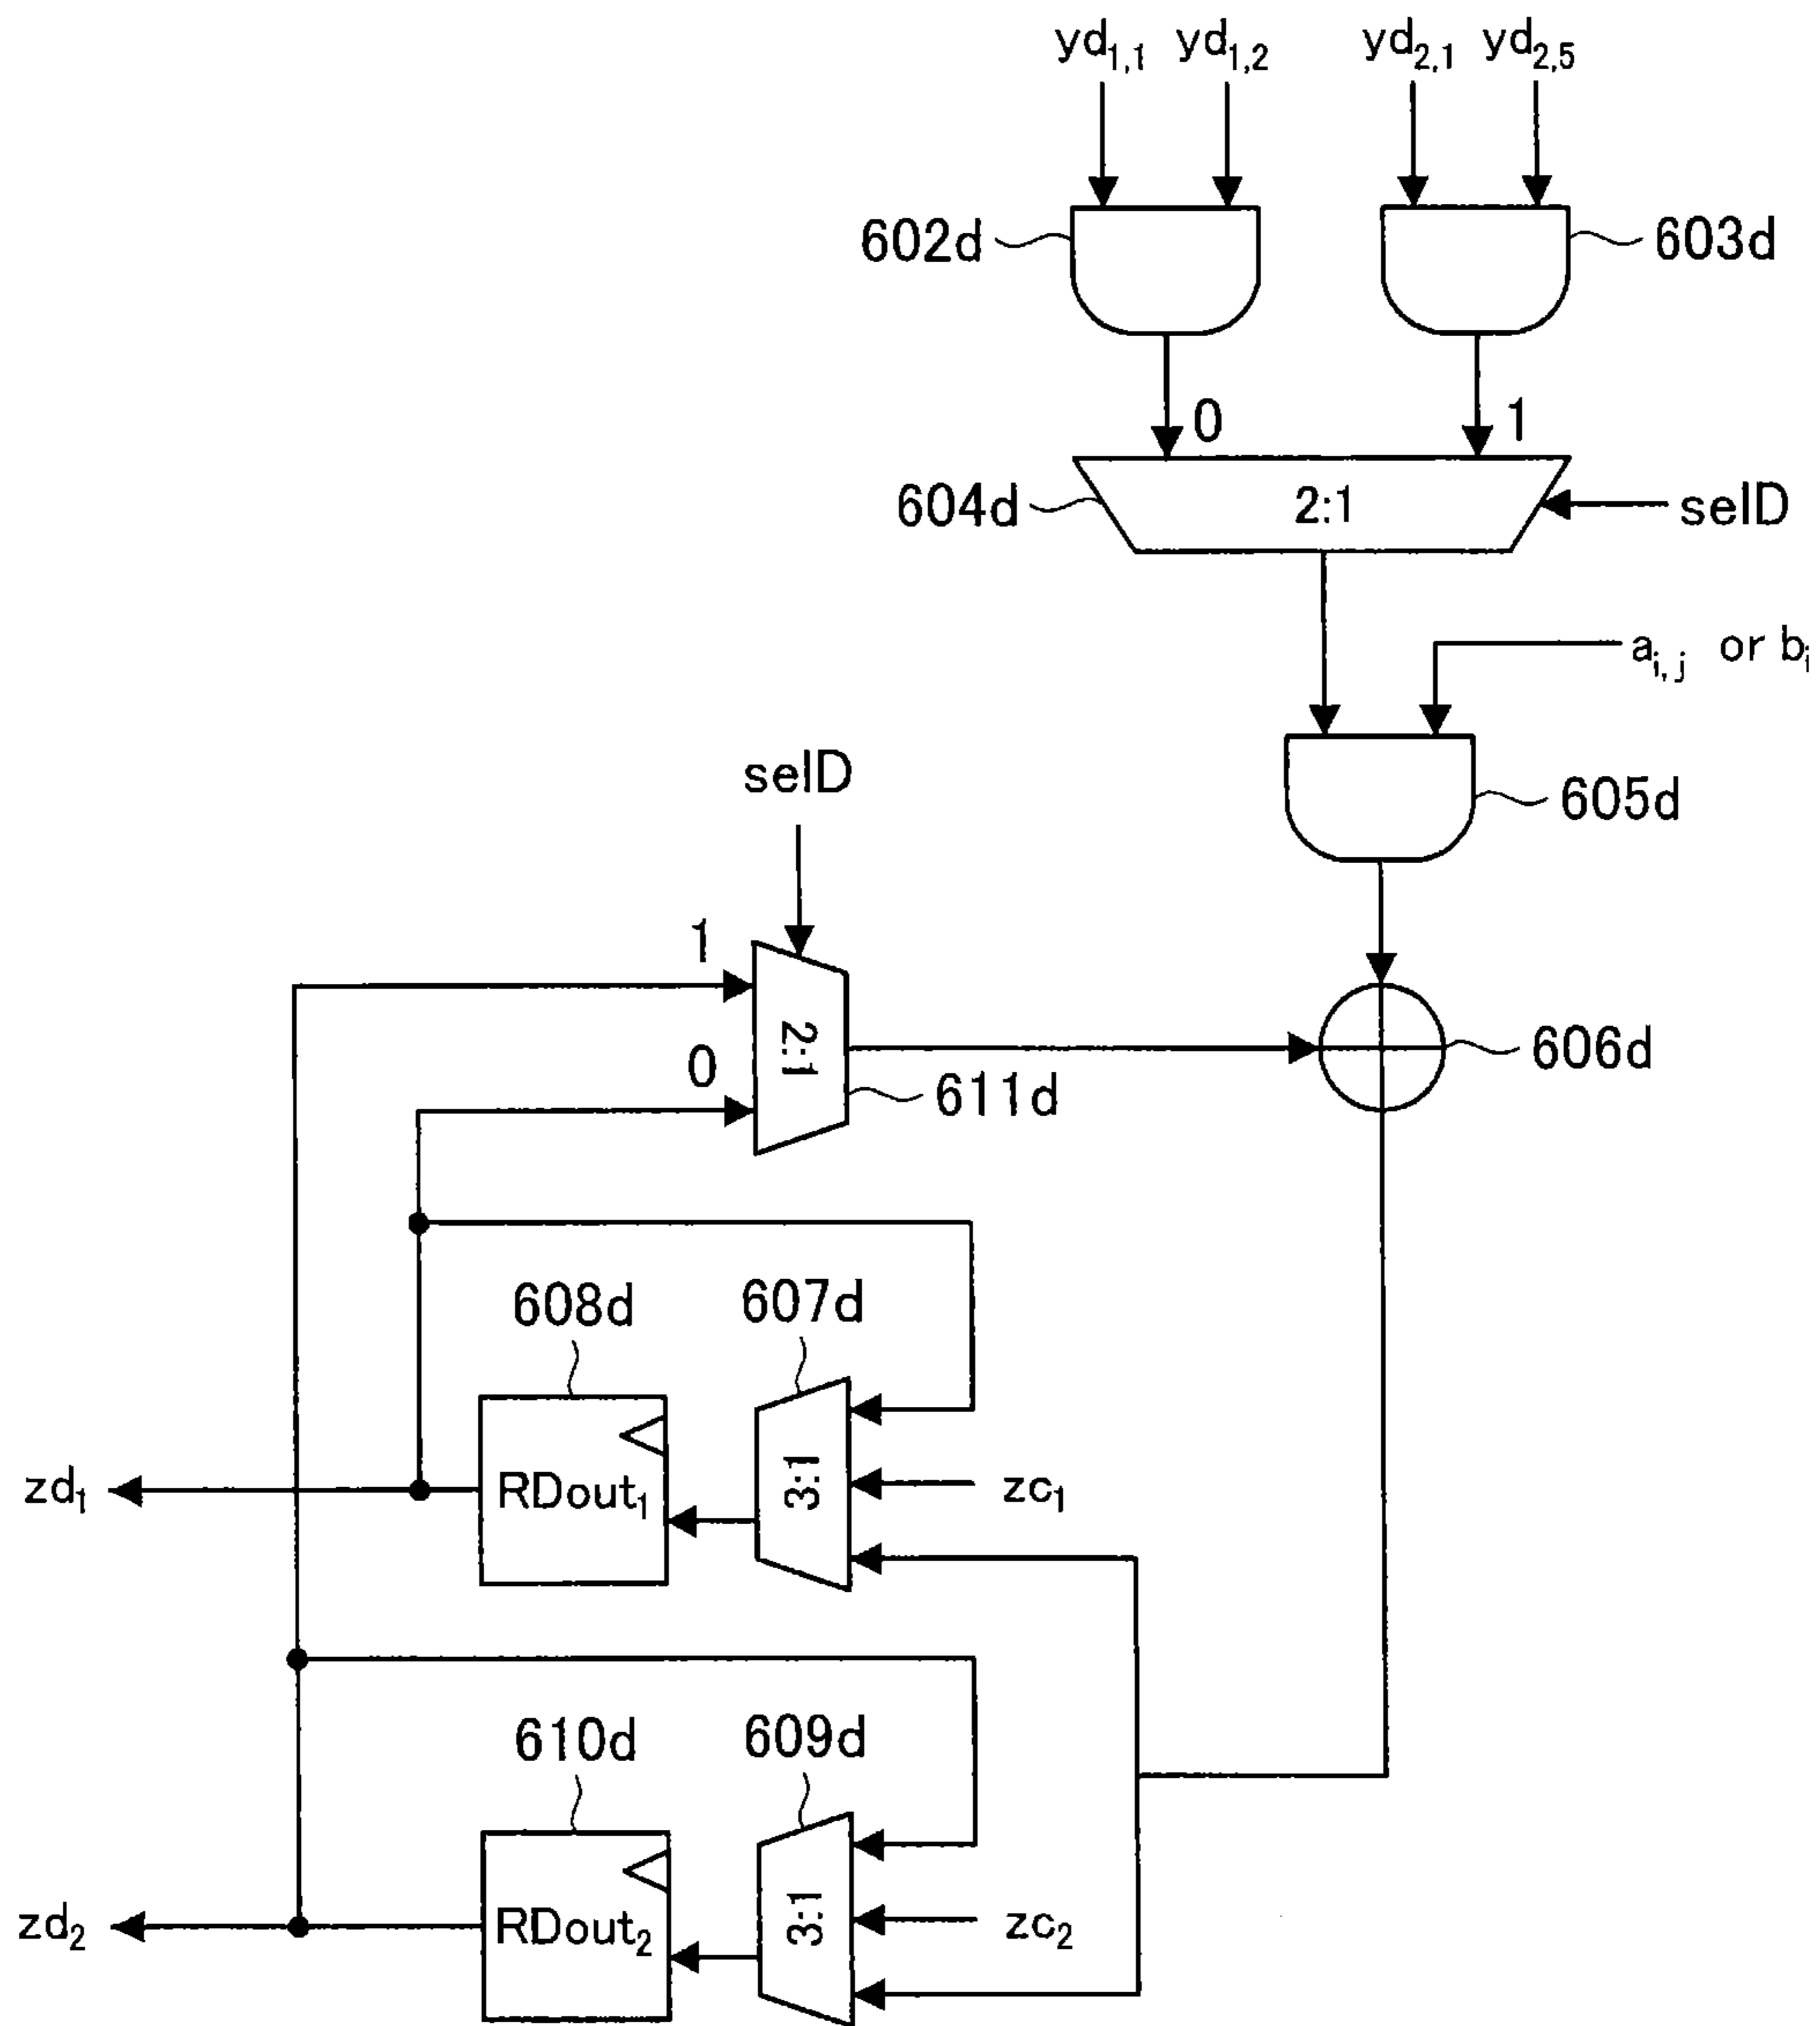 yd1,1 yd1,2 yd2,1 yd2,5
602d 603d
0 1
604d 2:1 selD
ai,j or bi
selD 605d
1
2:1
0 606d
611d
608d 607d
zd1 RDout1 3:1 zc1
610d 609d
zd2 RDout2 3:1 zc2